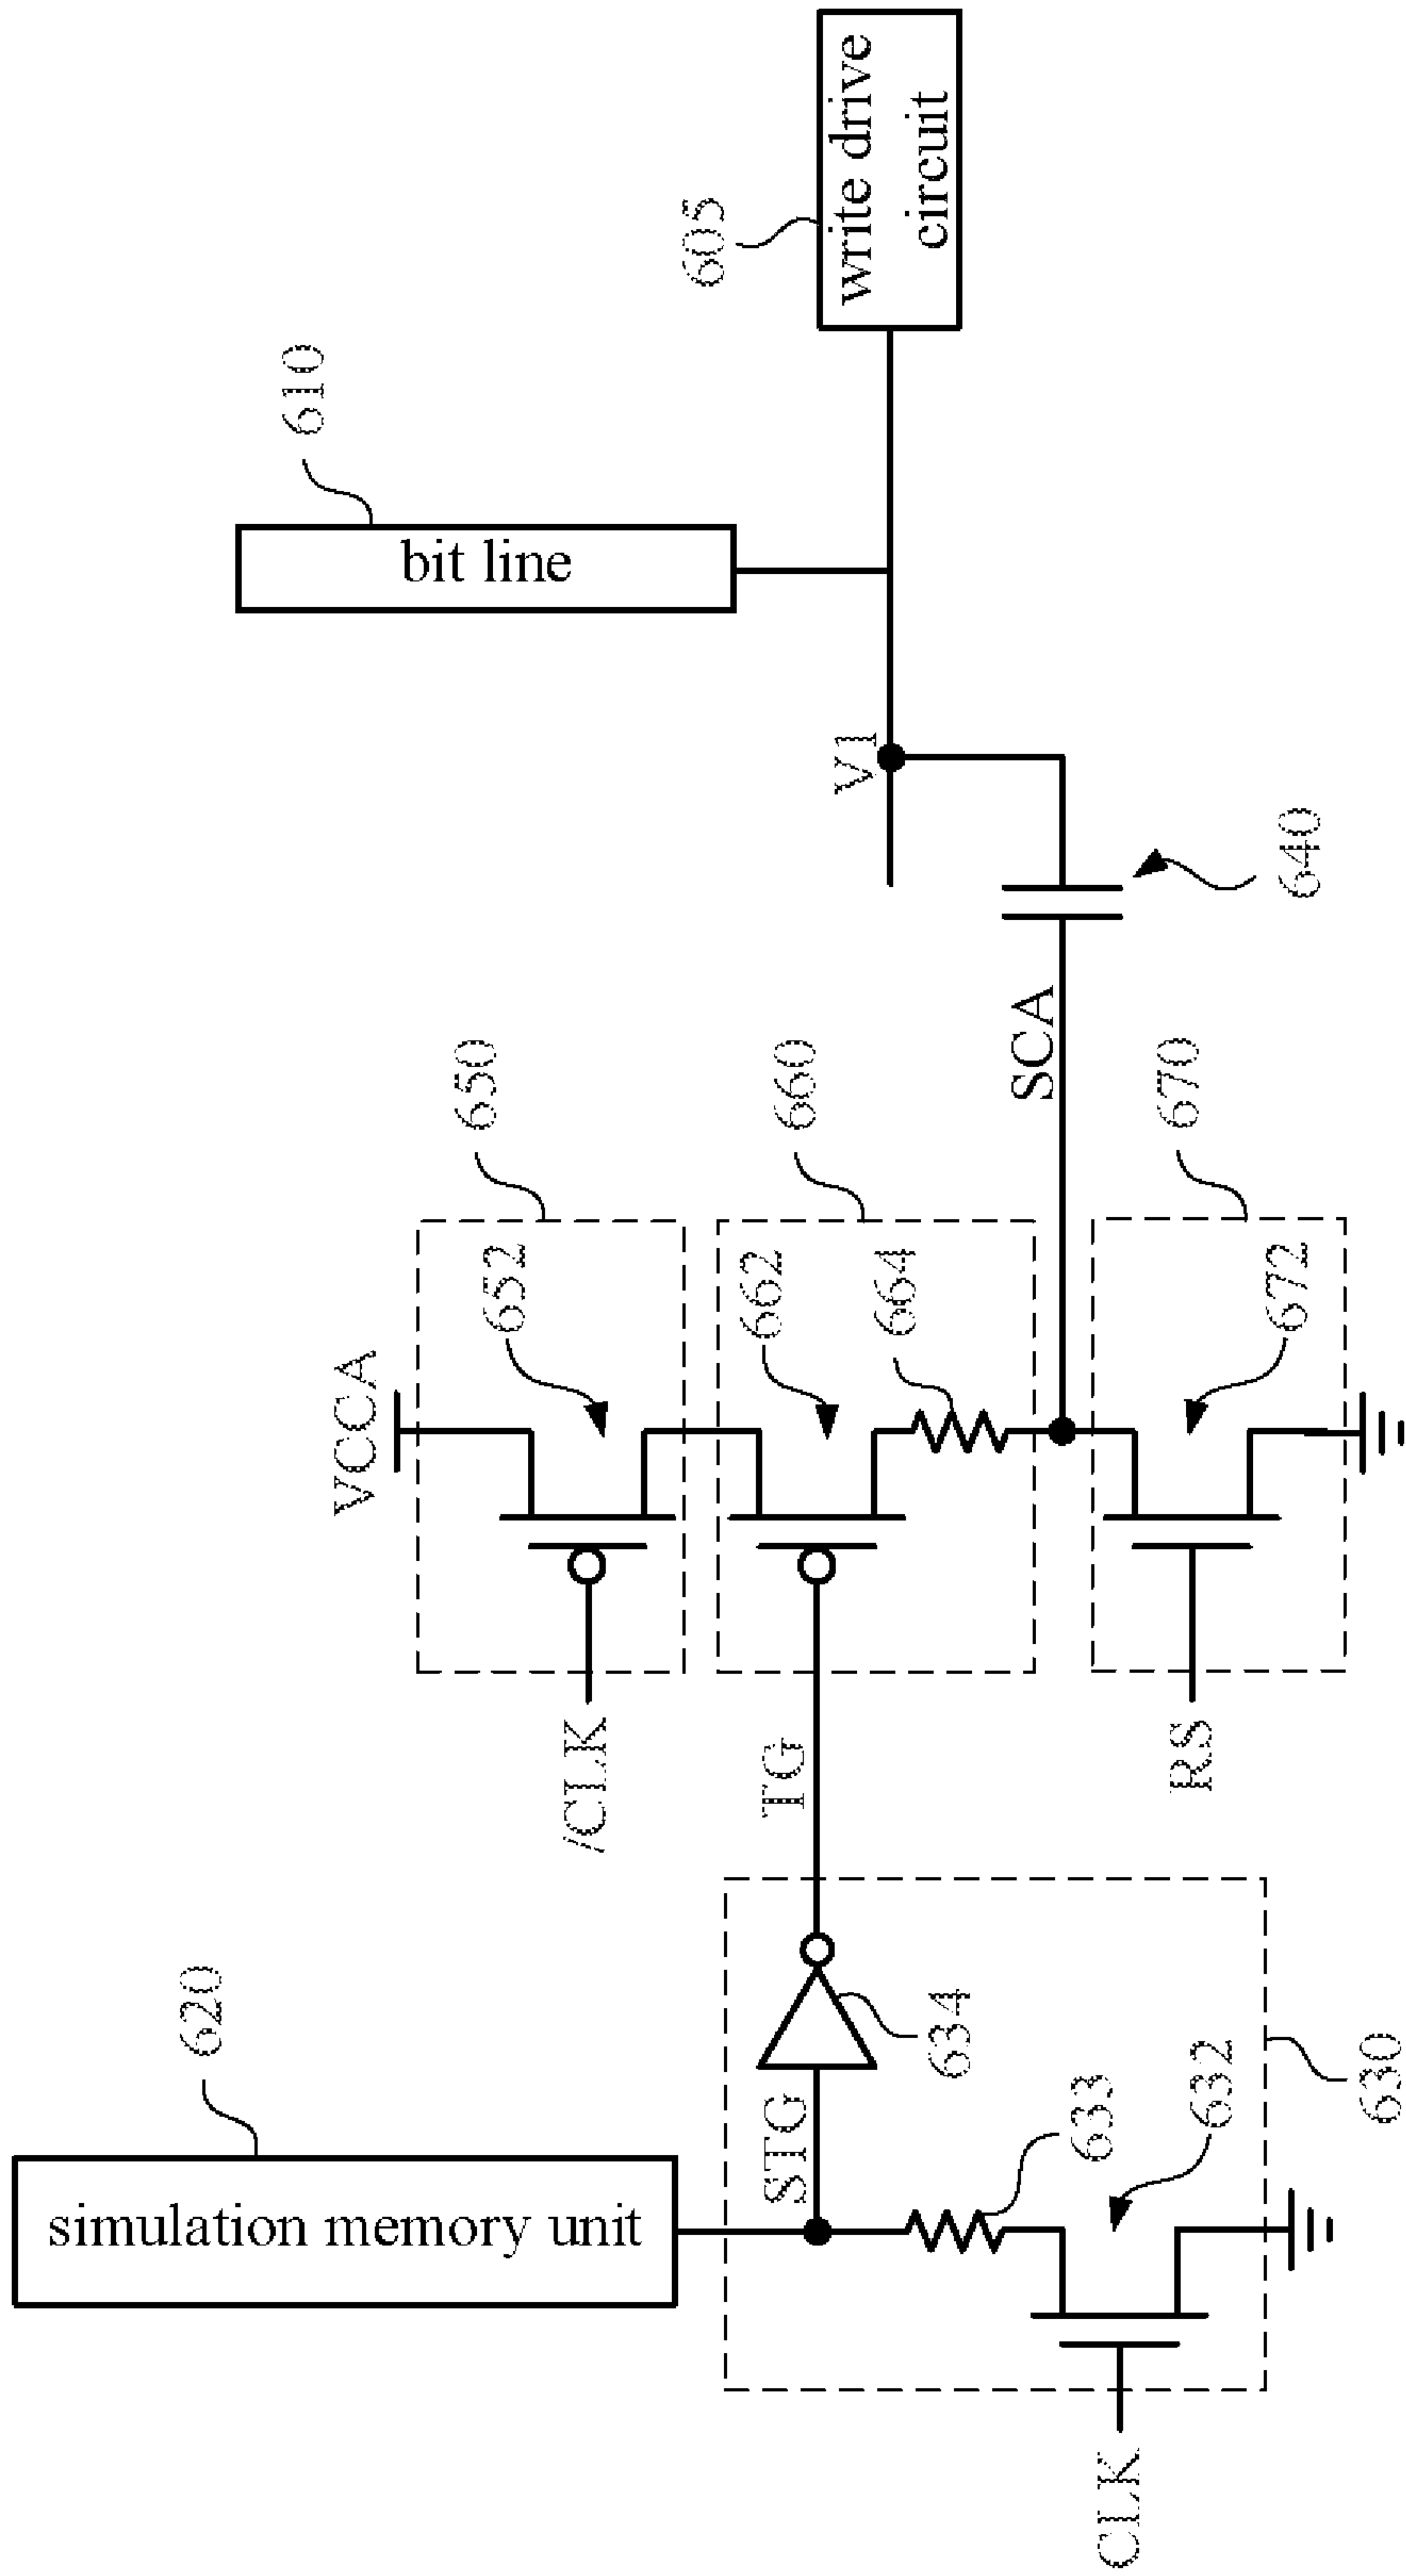 simulation memory unit
620
CLK
STG
633
632
634
630
TG
/CLK
RS
VCCA
652
650
662
664
660
672
670
SCA
640
V1
bit line
610
605
write drive
circuit